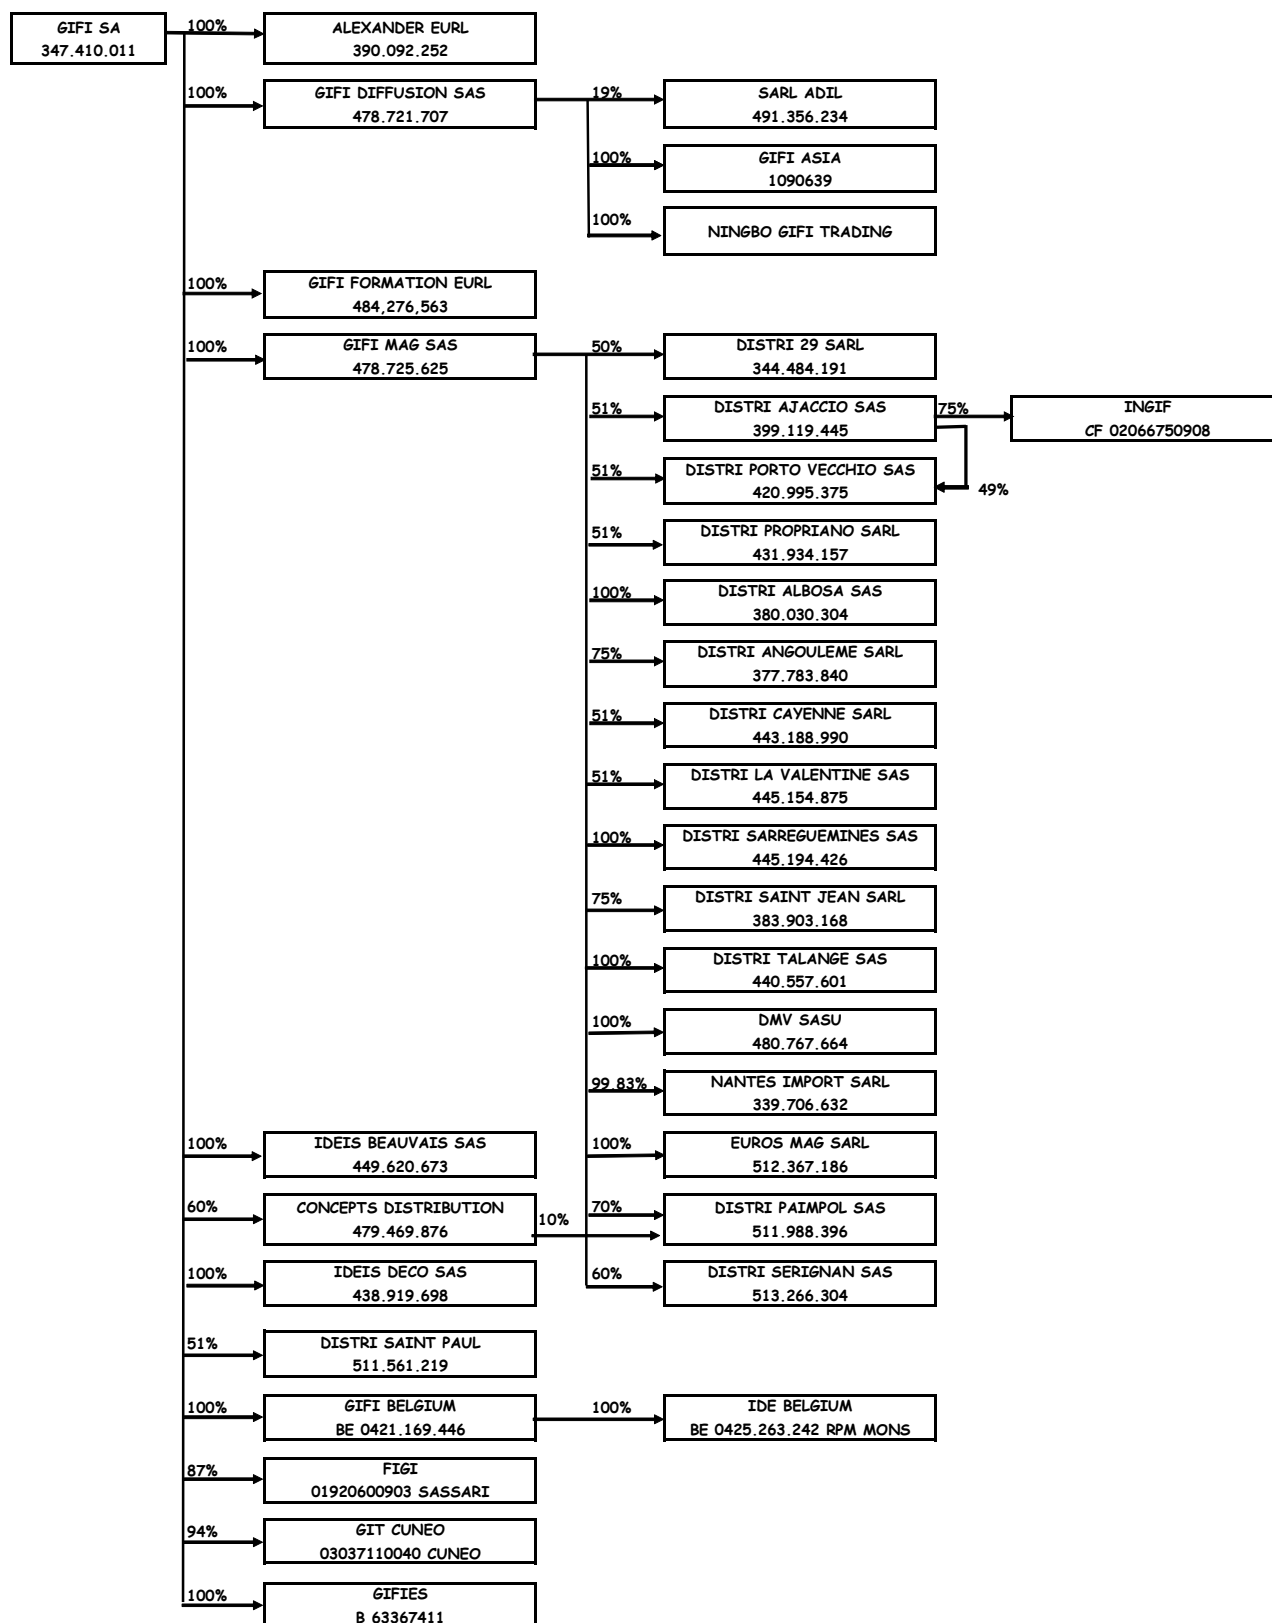 GIFI SA
347.410.011
100%
ALEXANDER EURL
390.092.252
100%
GIFI DIFFUSION SAS
478.721.707
19%
SARL ADIL
491.356.234
100%
GIFI ASIA
1090639
100%
NINGBO GIFI TRADING
100%
GIFI FORMATION EURL
484,276,563
100%
GIFI MAG SAS
478.725.625
50%
DISTRI 29 SARL
344.484.191
51%
DISTRI AJACCIO SAS
399.119.445
75%
INGIF
CF 02066750908
51%
DISTRI PORTO VECCHIO SAS
420.995.375
49%
51%
DISTRI PROPRIANO SARL
431.934.157
100%
DISTRI ALBOSA SAS
380.030.304
75%
DISTRI ANGOULEME SARL
377.783.840
51%
DISTRI CAYENNE SARL
443.188.990
51%
DISTRI LA VALENTINE SAS
445.154.875
100%
DISTRI SARREGUEMINES SAS
445.194.426
75%
DISTRI SAINT JEAN SARL
383.903.168
100%
DISTRI TALANGE SAS
440.557.601
100%
DMV SASU
480.767.664
99.83%
NANTES IMPORT SARL
339.706.632
100%
IDEIS BEAUVAIS SAS
449.620.673
100%
EUROS MAG SARL
512.367.186
60%
CONCEPTS DISTRIBUTION
479.469.876
10%
70%
DISTRI PAIMPOL SAS
511.988.396
100%
IDEIS DECO SAS
438.919.698
60%
DISTRI SERIGNAN SAS
513.266.304
51%
DISTRI SAINT PAUL
511.561.219
100%
GIFI BELGIUM
BE 0421.169.446
100%
IDE BELGIUM
BE 0425.263.242 RPM MONS
87%
FIGI
01920600903 SASSARI
94%
GIT CUNEO
03037110040 CUNEO
100%
GIFIES
B 63367411